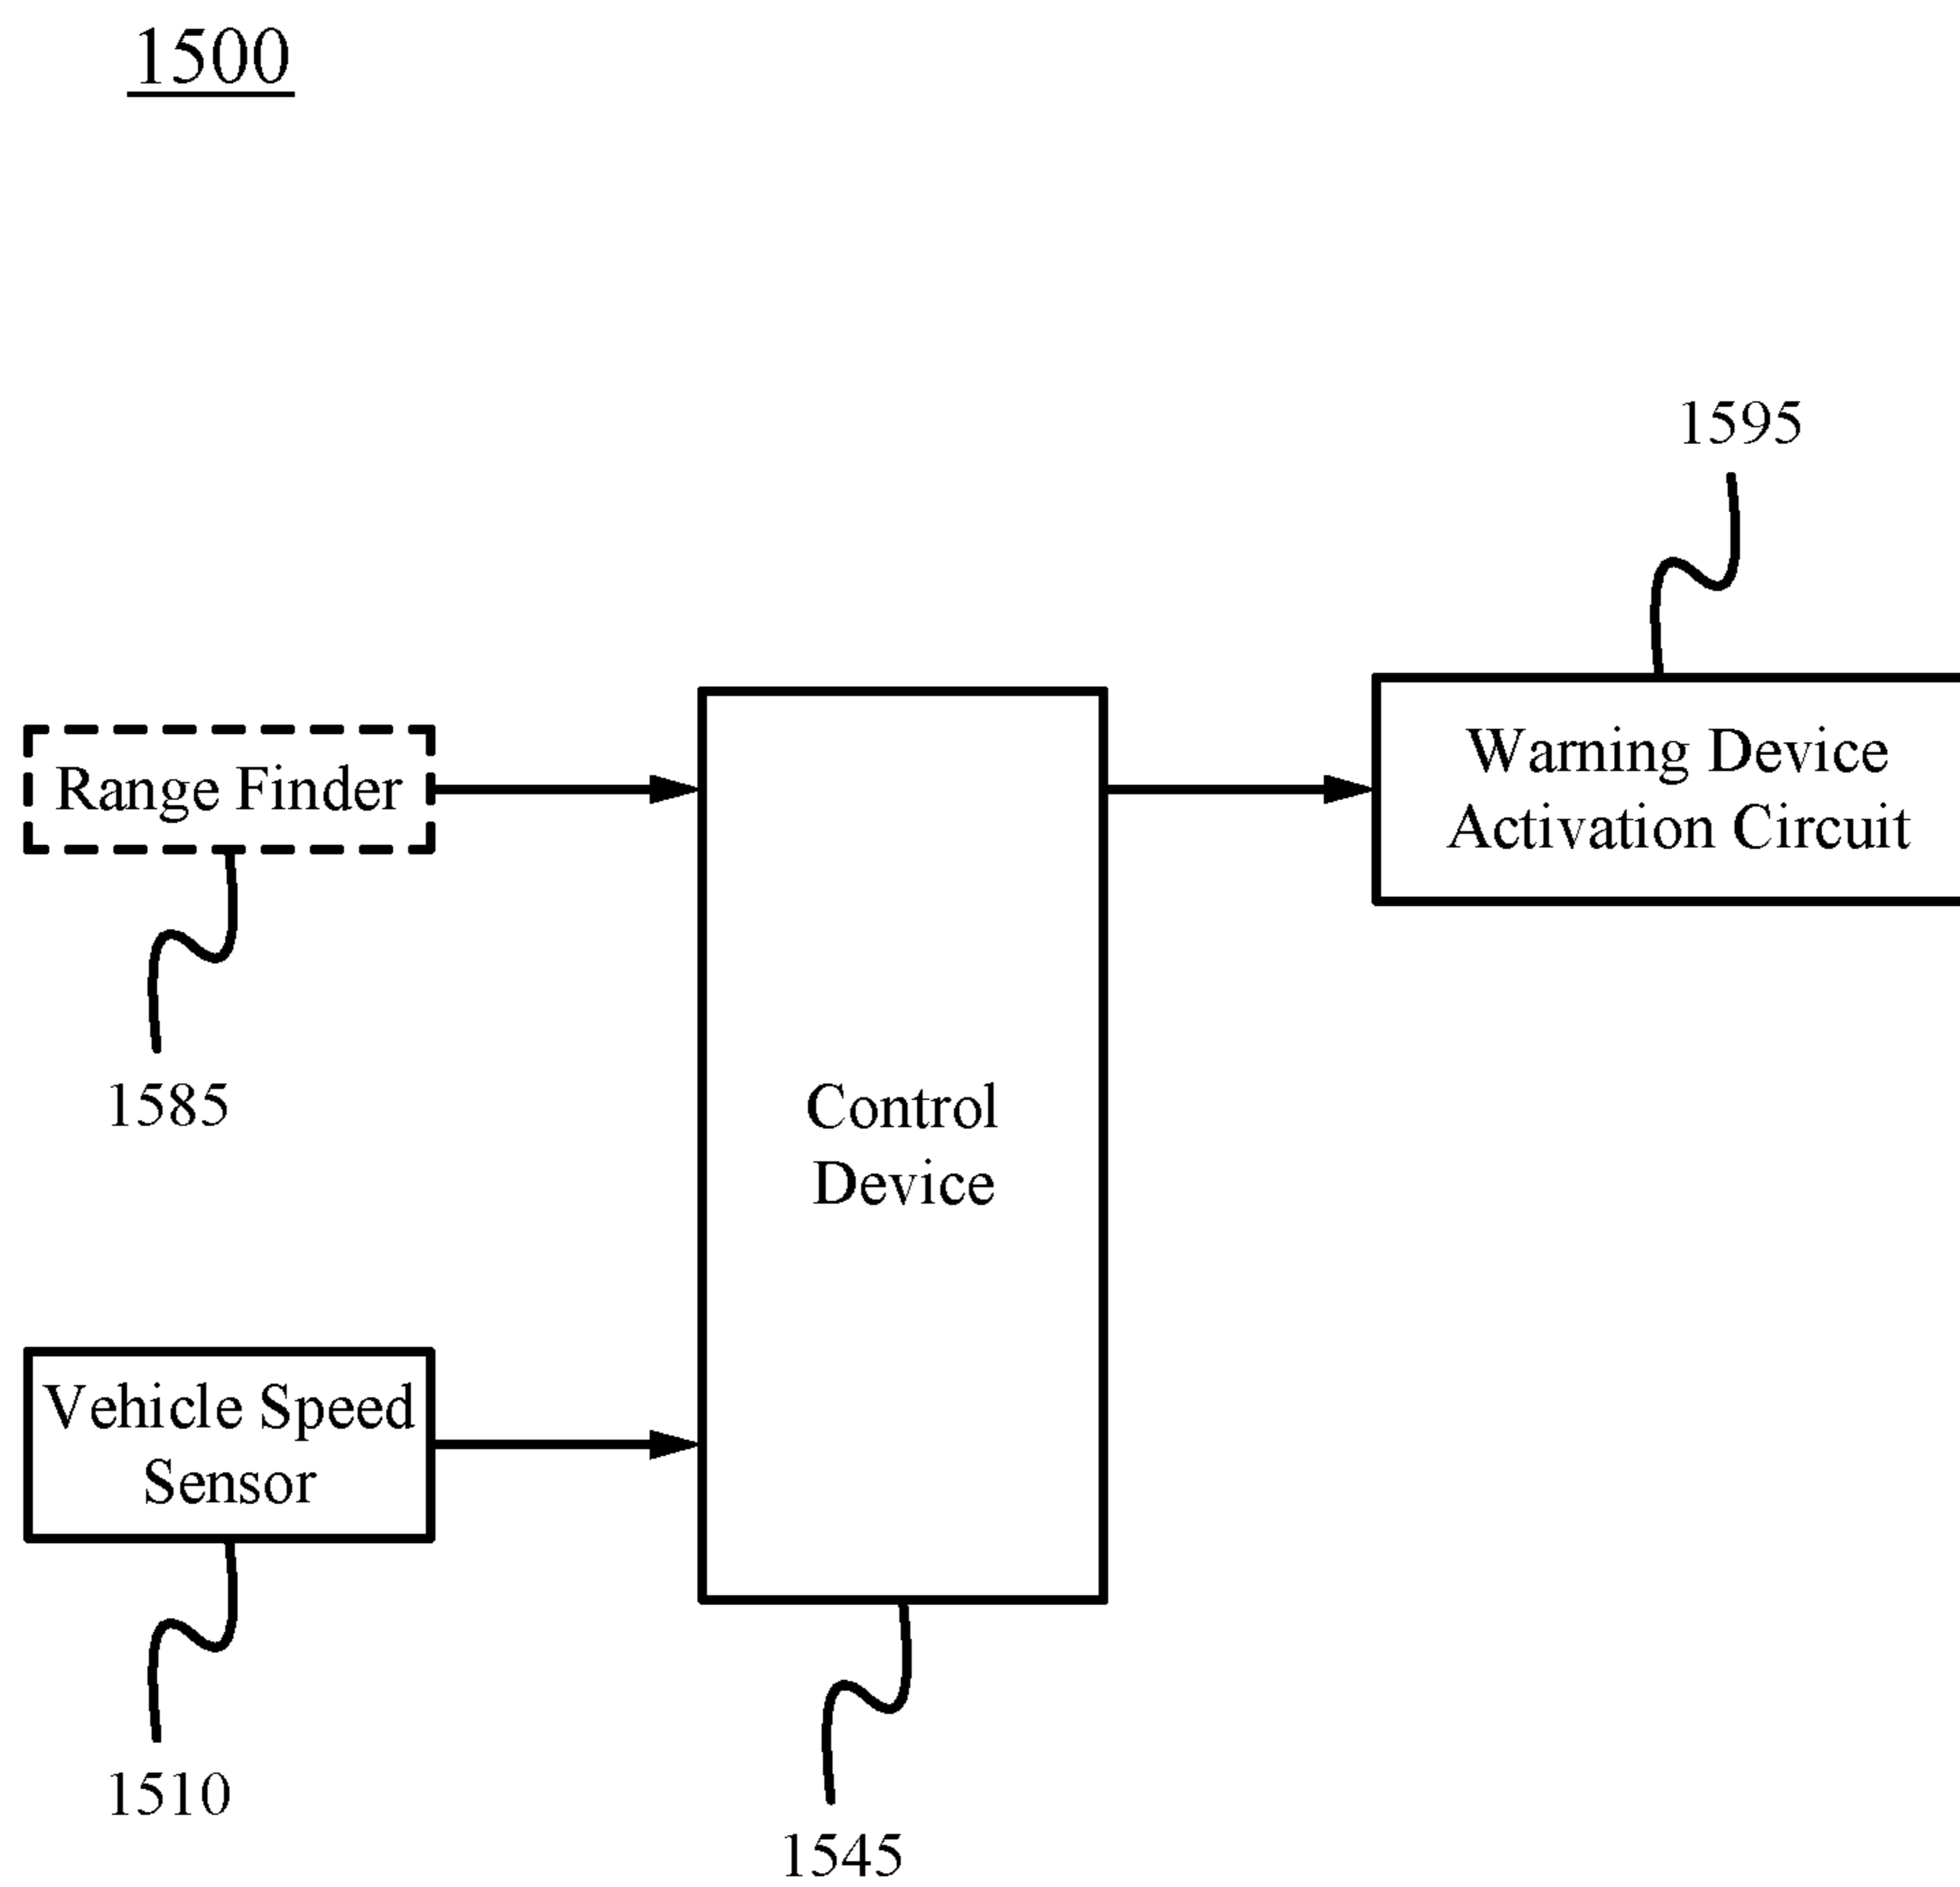 1500
1595
Range Finder
Warning Device
Activation Circuit
1585
Control
Device
Vehicle Speed
Sensor
1510
1545